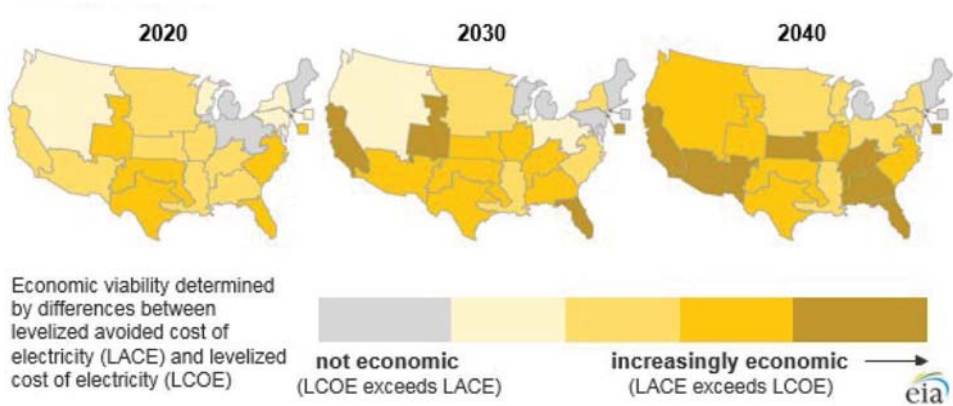 2020
2030
2040
Economic viability determined
by differences between
levelized avoided cost of
electricity (LACE) and levelized
cost of electricity (LCOE)
not economic
(LCOE exceeds LACE)
increasingly economic
(LACE exceeds LCOE)
eia